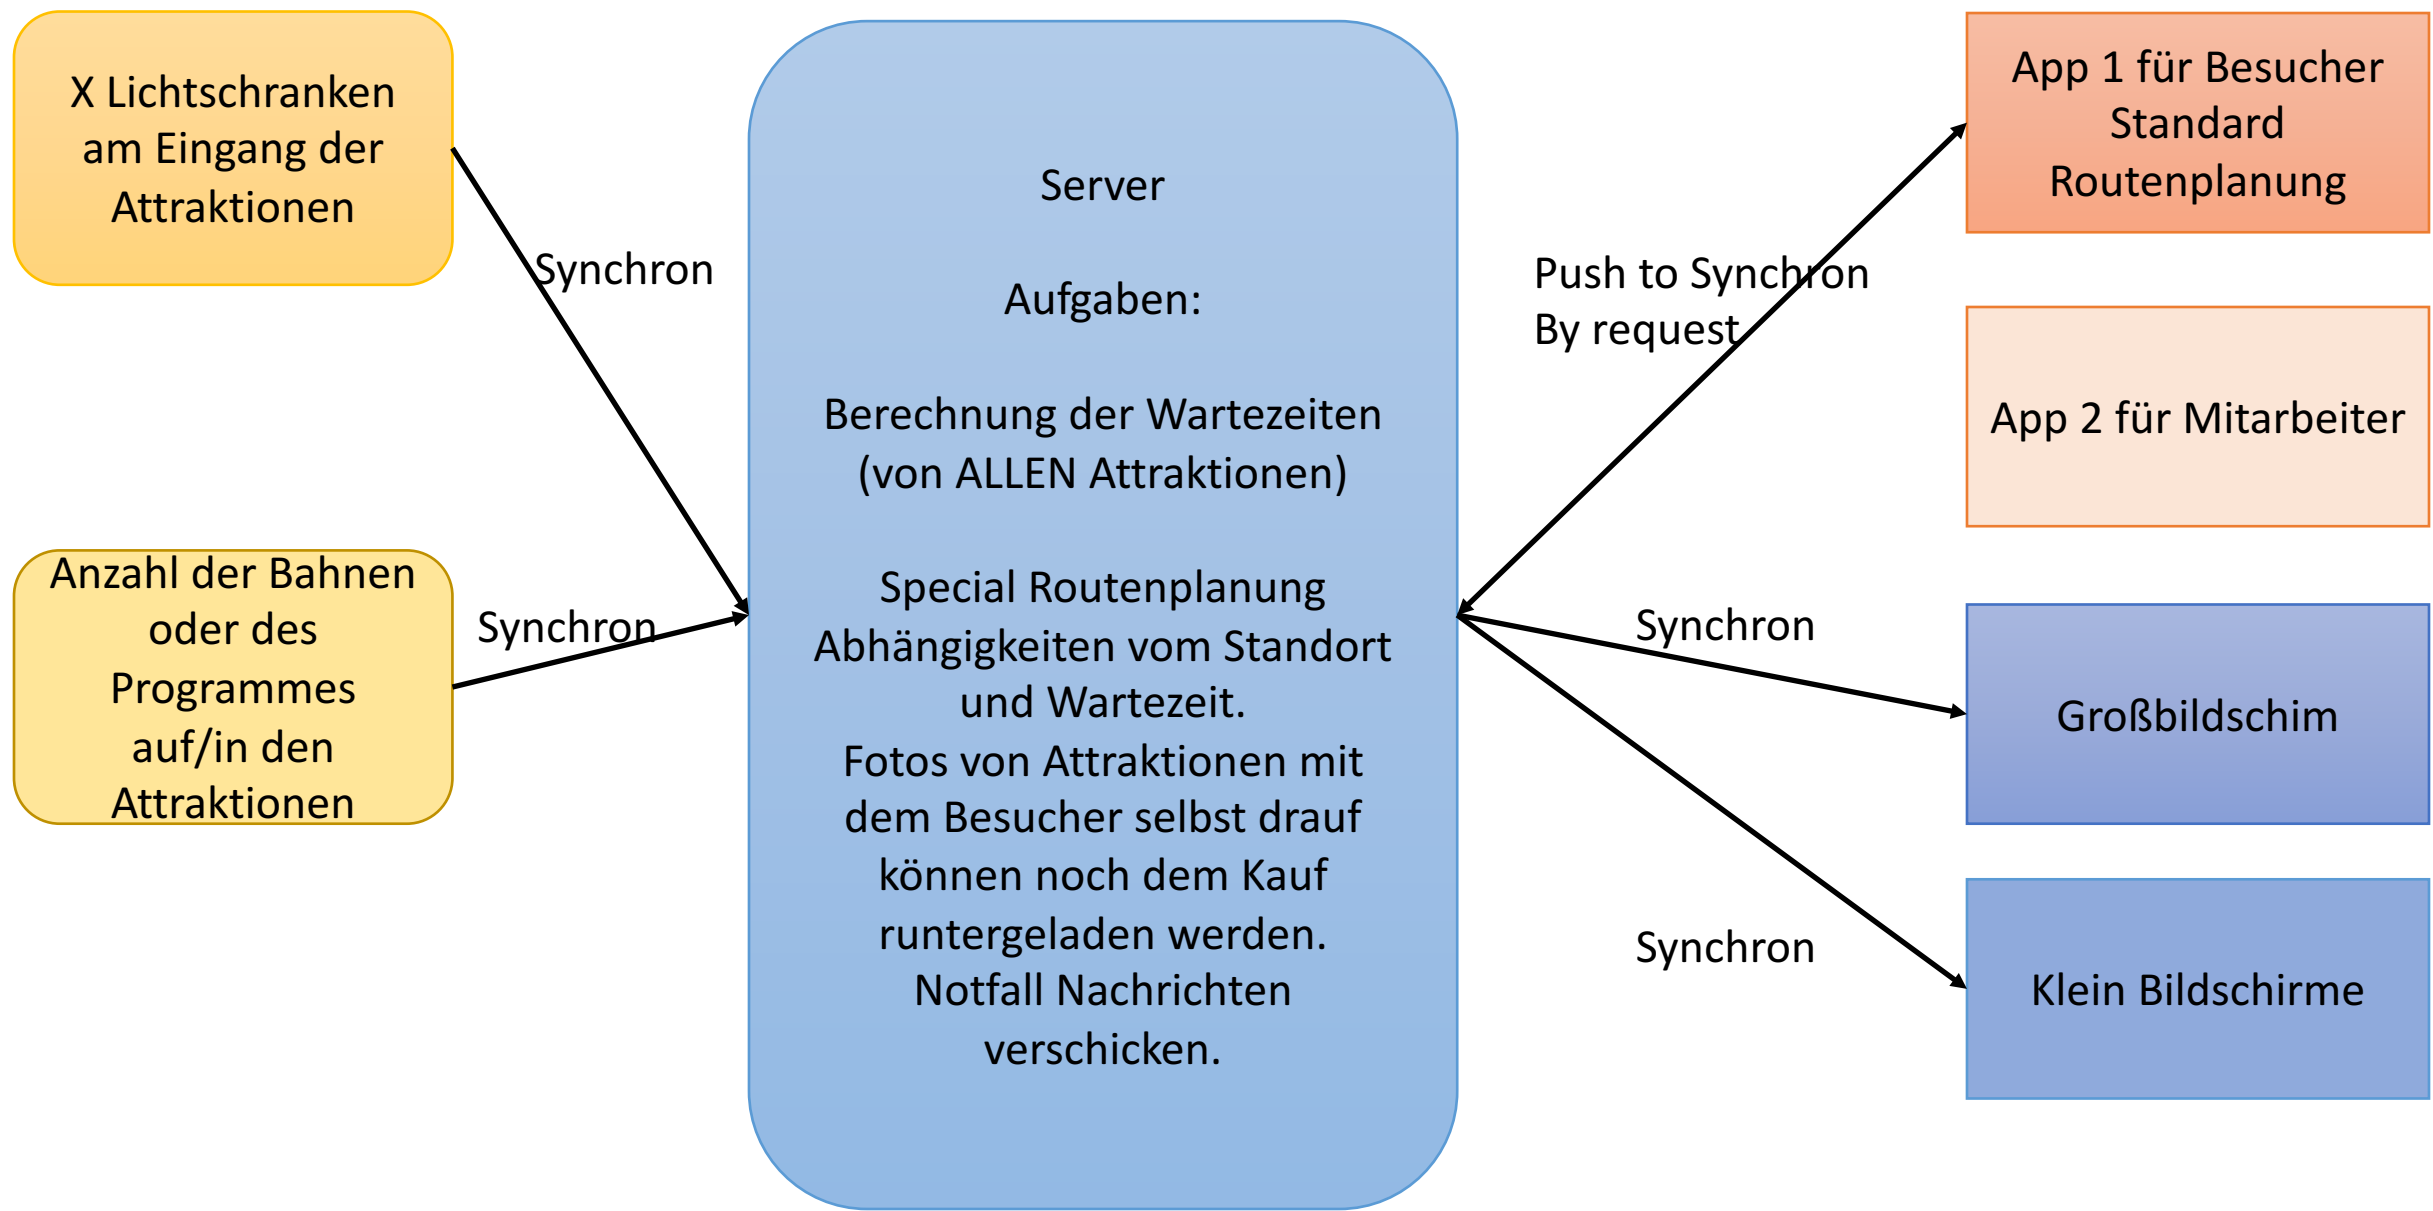 X Lichtschranken
am Eingang der
Attraktionen
Synchron
Anzahl der Bahnen
oder des
Programmes
auf/in den
Attraktionen
Synchron
Server
Aufgaben:
Berechnung der Wartezeiten
(von ALLEN Attraktionen)
Special Routenplanung
Abhängigkeiten vom Standort
und Wartezeit.
Fotos von Attraktionen mit
dem Besucher selbst drauf
können noch dem Kauf
runtergeladen werden.
Notfall Nachrichten
verschicken.
Push to Synchron
By request
Synchron
Synchron
App 1 für Besucher
Standard
Routenplanung
App 2 für Mitarbeiter
Großbildschim
Klein Bildschirme